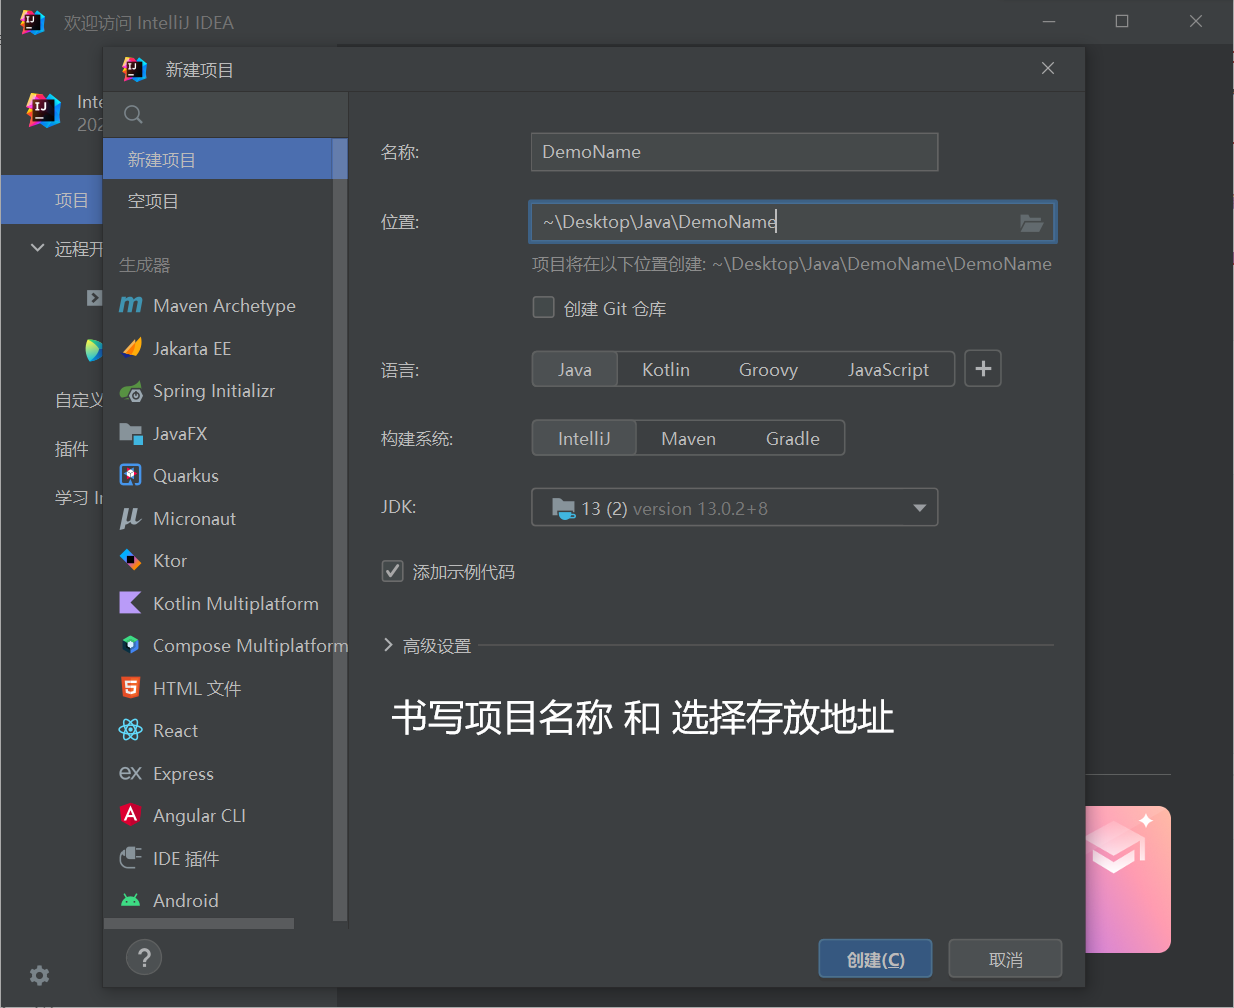 欢迎访问 IntelliJ IDEA
新建项目
Inte
202
项目
远程开
自定义
插件
学习 In
新建项目
空项目
生成器
Maven Archetype
Jakarta EE
Spring Initializr
JavaFX
Quarkus
Micronaut
Ktor
Kotlin Multiplatform
Compose Multiplatform
HTML 文件
React
Express
Angular CLI
IDE 插件
Android
名称: DemoName
位置: ~\Desktop\Java\DemoName
项目将在以下位置创建: ~\Desktop\Java\DemoName\DemoName
创建 Git 仓库
语言: Java Kotlin Groovy JavaScript +
构建系统: IntelliJ Maven Gradle
JDK: 13 (2) version 13.0.2+8
添加示例代码
高级设置
书写项目名称 和 选择存放地址
? 创建(C) 取消